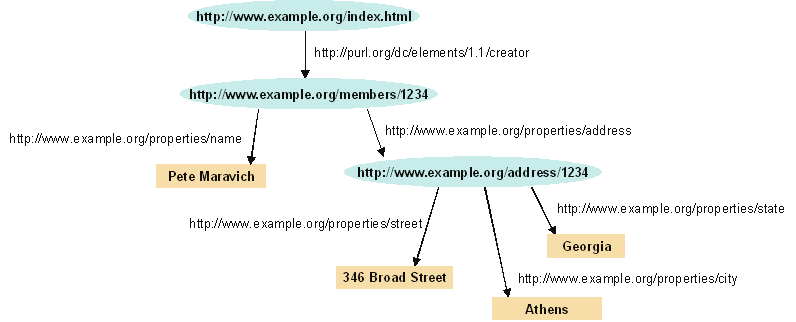 http://www.example.org/index.html
http://purl.org/dc/elements/1.1/creator
http://www.example.org/members/1234
http://www.example.org/properties/name
http://www.example.org/properties/address
Pete Maravich
http://www.example.org/address/1234
http://www.example.org/properties/street
http://www.example.org/properties/state
Georgia
346 Broad Street
http://www.example.org/properties/city
Athens